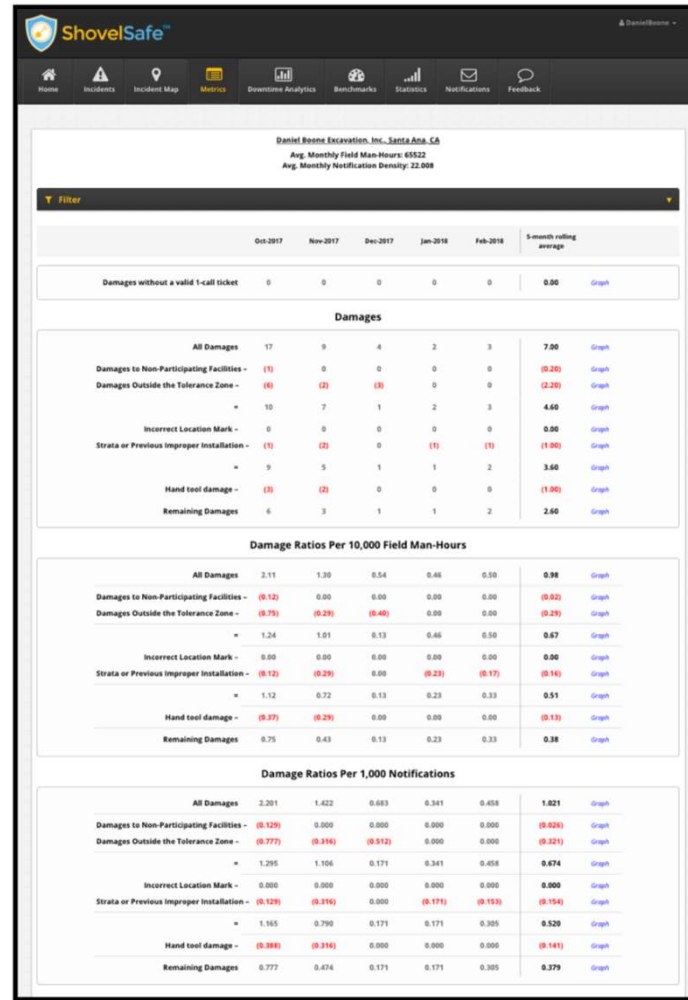 ShovelSafe™
DanielBoone
Home Incidents Incident Map Metrics Downtime Analytics Benchmarks Statistics Notifications Feedback
Daniel Boone Excavation, Inc., Santa Ana, CA
Avg. Monthly Field Man-Hours: 65522
Avg. Monthly Notification Density: 22.008
Filter
Oct-2017 Nov-2017 Dec-2017 Jan-2018 Feb-2018 5-month rolling average
Damages without a valid 1-call ticket 0 0 0 0 0 0.00 Graph
Damages
All Damages 17 9 4 2 3 7.00 Graph
Damages to Non-Participating Facilities – (1) 0 0 0 0 (0.20) Graph
Damages Outside the Tolerance Zone – (6) (2) (3) 0 0 (2.20) Graph
= 10 7 1 2 3 4.60 Graph
Incorrect Location Mark – 0 0 0 0 0 0.00 Graph
Strata or Previous Improper Installation – (1) (2) 0 (1) (1) (1.00) Graph
= 9 5 1 1 2 3.60 Graph
Hand tool damage – (3) (2) 0 0 0 (1.00) Graph
Remaining Damages 6 3 1 1 2 2.60 Graph
Damage Ratios Per 10,000 Field Man-Hours
All Damages 2.11 1.30 0.54 0.46 0.50 0.98 Graph
Damages to Non-Participating Facilities – (0.12) 0.00 0.00 0.00 0.00 (0.02) Graph
Damages Outside the Tolerance Zone – (0.75) (0.29) (0.40) 0.00 0.00 (0.29) Graph
= 1.24 1.01 0.13 0.46 0.50 0.67 Graph
Incorrect Location Mark – 0.00 0.00 0.00 0.00 0.00 0.00 Graph
Strata or Previous Improper Installation – (0.12) (0.29) 0.00 (0.23) (0.17) (0.16) Graph
= 1.12 0.72 0.13 0.23 0.33 0.51 Graph
Hand tool damage – (0.37) (0.29) 0.00 0.00 0.00 (0.13) Graph
Remaining Damages 0.75 0.43 0.13 0.23 0.33 0.38 Graph
Damage Ratios Per 1,000 Notifications
All Damages 2.201 1.422 0.683 0.341 0.458 1.021 Graph
Damages to Non-Participating Facilities – (0.129) 0.000 0.000 0.000 0.000 (0.026) Graph
Damages Outside the Tolerance Zone – (0.777) (0.316) (0.512) 0.000 0.000 (0.321) Graph
= 1.295 1.106 0.171 0.341 0.458 0.674 Graph
Incorrect Location Mark – 0.000 0.000 0.000 0.000 0.000 0.000 Graph
Strata or Previous Improper Installation – (0.129) (0.316) 0.000 (0.171) (0.153) (0.154) Graph
= 1.165 0.790 0.171 0.171 0.305 0.520 Graph
Hand tool damage – (0.388) (0.316) 0.000 0.000 0.000 (0.141) Graph
Remaining Damages 0.777 0.474 0.171 0.171 0.305 0.379 Graph